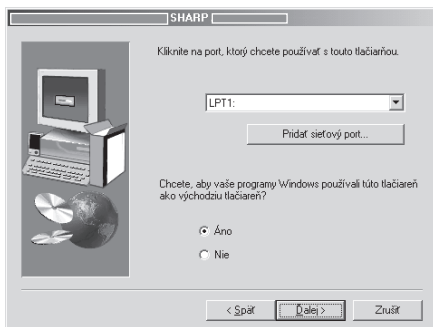 SHARP
Kliknite na port, ktorý chcete používať s touto tlačiarňou.
LPT1:
Pridať sieťový port...
Chcete, aby vaše programy Windows používali túto tlačiareň
ako východziu tlačiareň?
Áno
Nie
< Späť
Ďalej >
Zrušiť